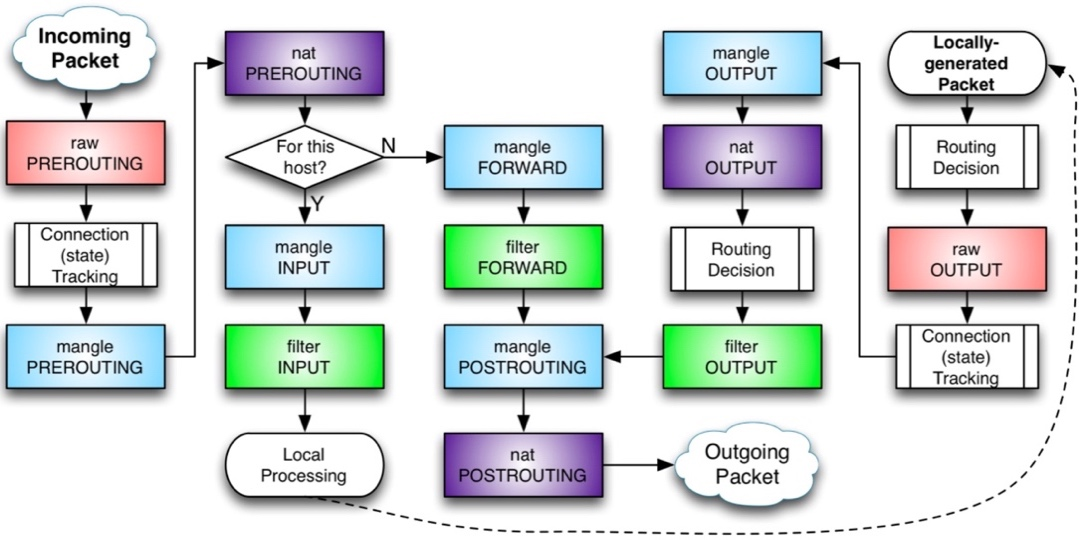 Incoming
Packet
raw
PREROUTING
Connection
(state)
Tracking
mangle
PREROUTING
nat
PREROUTING
For this
host?
N
Y
mangle
INPUT
filter
INPUT
Local
Processing
mangle
FORWARD
filter
FORWARD
mangle
POSTROUTING
nat
POSTROUTING
mangle
OUTPUT
nat
OUTPUT
Routing
Decision
filter
OUTPUT
Outgoing
Packet
Locally-
generated
Packet
Routing
Decision
raw
OUTPUT
Connection
(state)
Tracking